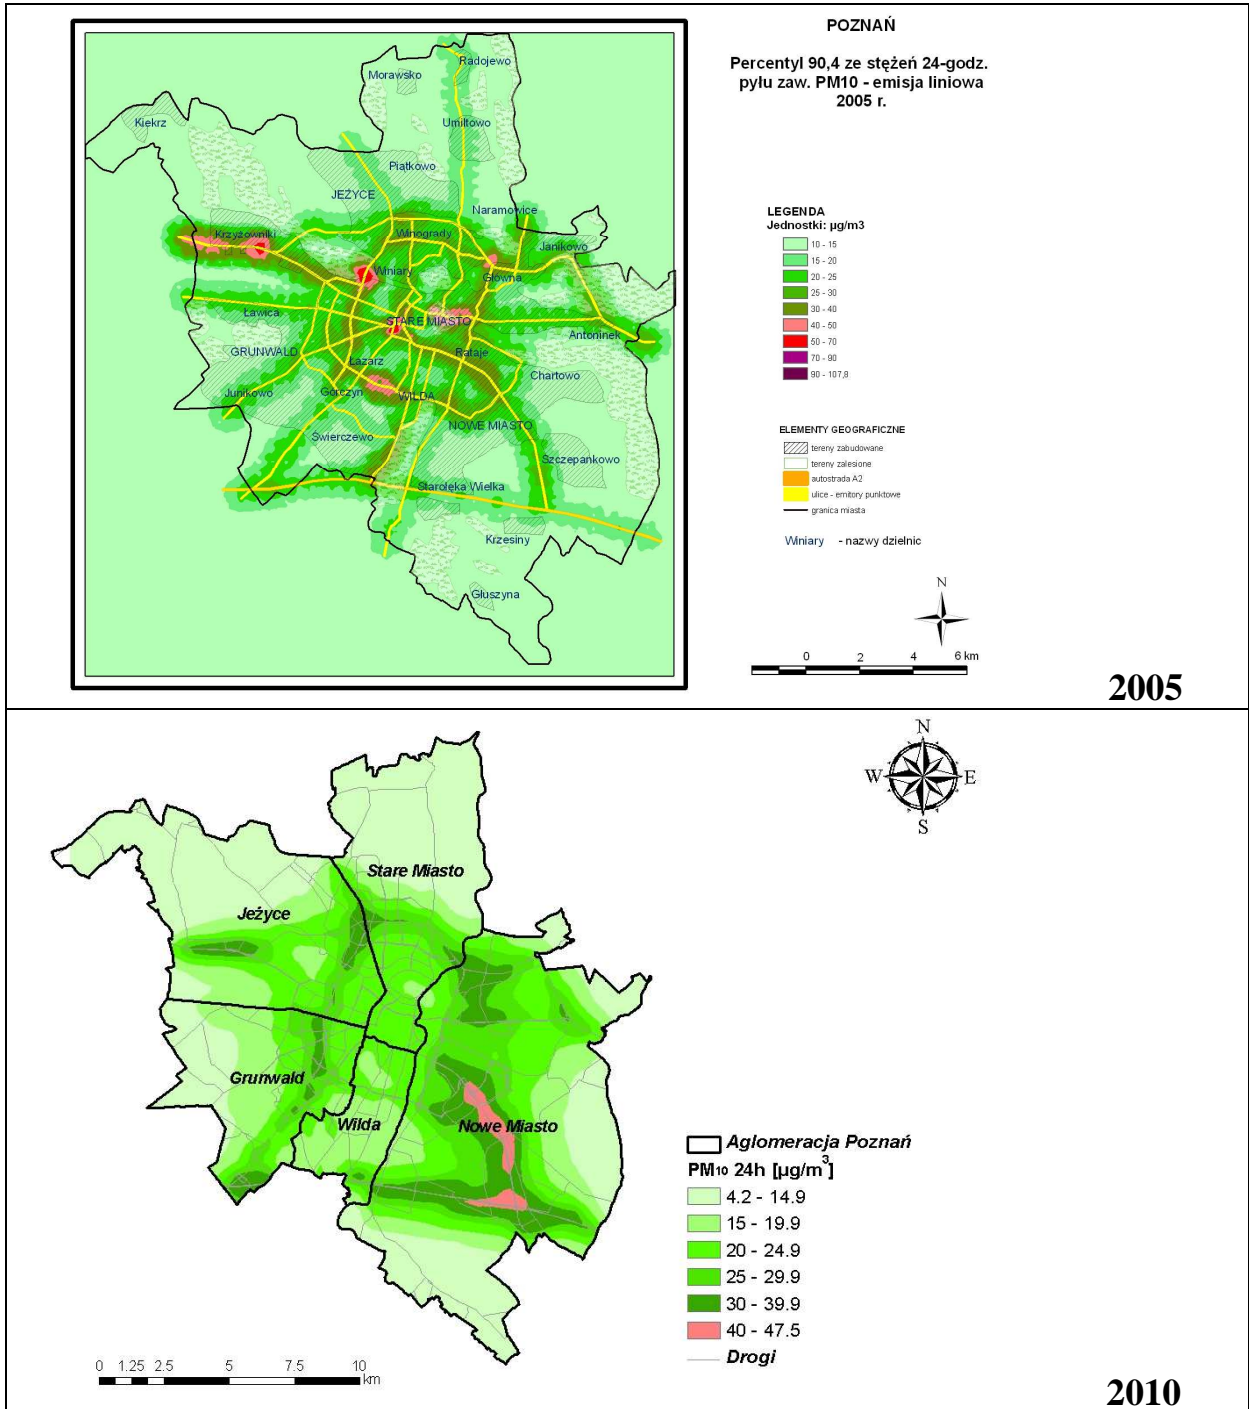 POZNAŃ
Percentyl 90,4 ze stężeń 24-godz.
pyłu zaw. PM10 - emisja liniowa
2005 r.
Radojewo
Morawsko
Kiekrz
Umiltowo
Piątkowo
JEŻYCE
Naramowice
Krzyżowniki
Winogrady
Janikowo
Winiary
Główna
Ławica
STARE MIASTO
Antoninek
GRUNWALD
Łazarz
Rataje
Chartowo
Junikowo
Górczyn
WILDA
Świerczewo
NOWE MIASTO
Szczepankowo
Starołęka Wielka
Krzesiny
Głuszyna
LEGENDA
Jednostki: µg/m3
10 - 15
15 - 20
20 - 25
25 - 30
30 - 40
40 - 50
50 - 70
70 - 90
90 - 107,8
ELEMENTY GEOGRAFICZNE
tereny zabudowane
tereny zalesione
autostrada A2
ulice - emitory punktowe
granica miasta
Winiary - nazwy dzielnic
N
0 2 4 6 km
2005
N
W E
S
Stare Miasto
Jeżyce
Grunwald
Wilda
Nowe Miasto
Aglomeracja Poznań
PM10 24h [µg/m3]
4.2 - 14.9
15 - 19.9
20 - 24.9
25 - 29.9
30 - 39.9
40 - 47.5
Drogi
0 1.25 2.5 5 7.5 10
km
2010